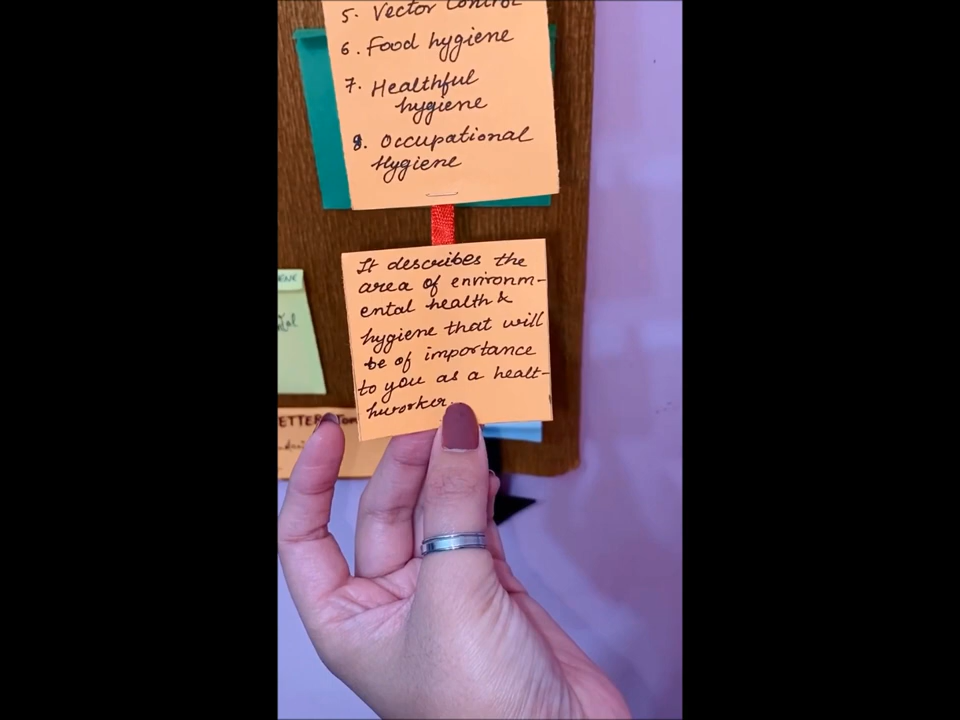 5. Vector Control
6. Food hygiene
7. Healthful
hygiene
8. Occupational
Hygiene
It describes the
area of environm-
ental health &
hygiene that will
be of importance
to you as a healt-
hworker.